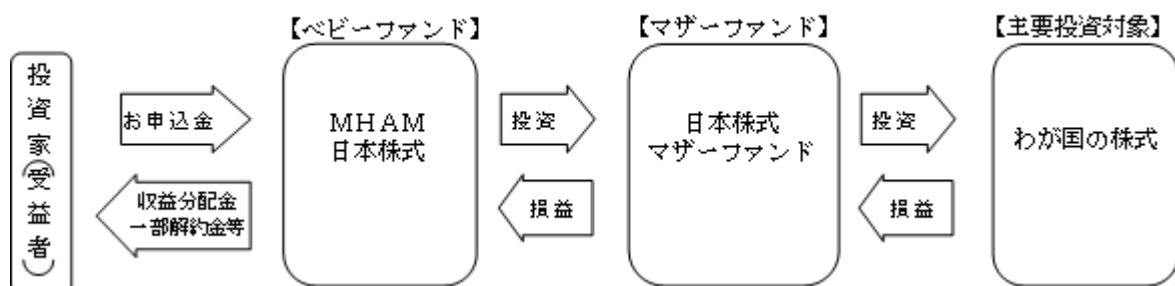 【ベビーファンド】
【マザーファンド】
【主要投資対象】
投資家(受益者)
お申込金
収益分配金
一部解約金等
MHAM
日本株式
投資
損益
日本株式
マザーファンド
投資
損益
わが国の株式